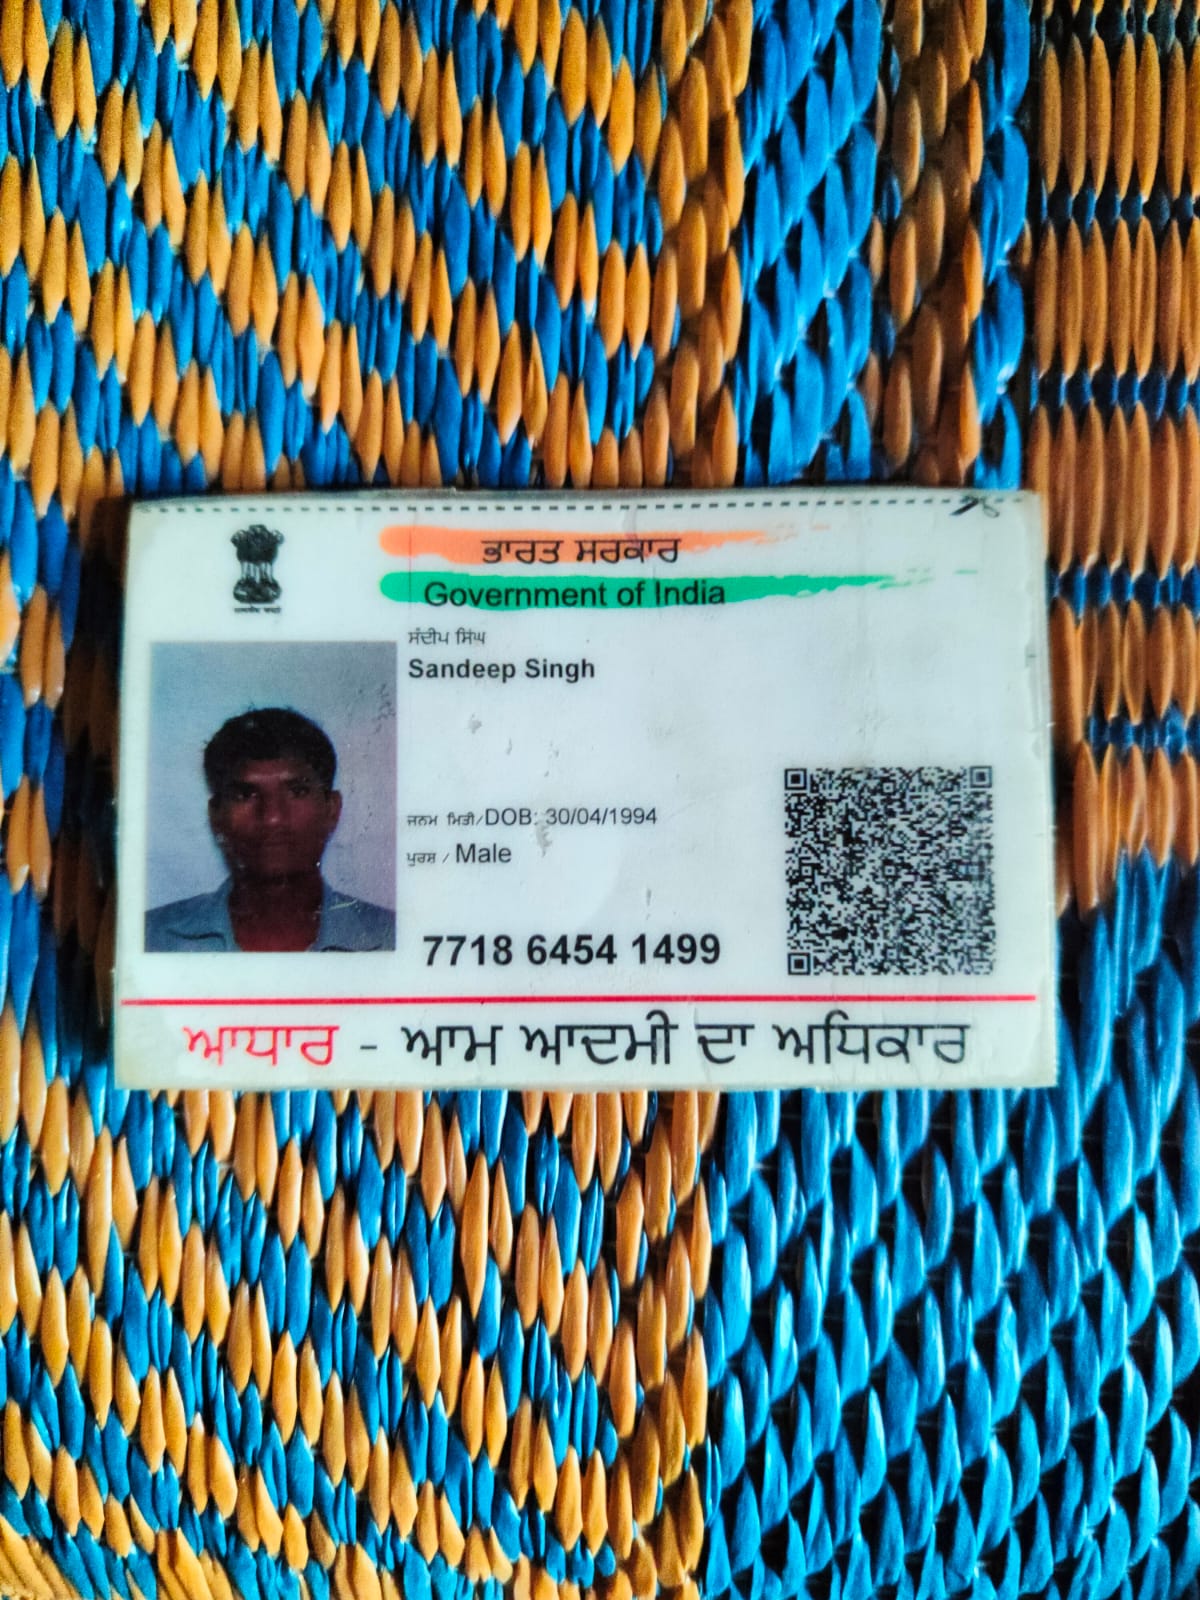 ਭਾਰਤ ਸਰਕਾਰ
Government of India
ਸੰਦੀਪ ਸਿੰਘ
Sandeep Singh
ਜਨਮ ਮਿਤੀ/DOB: 30/04/1994
ਪੁਰਸ਼ / Male
7718 6454 1499
ਆਧਾਰ - ਆਮ ਆਦਮੀ ਦਾ ਅਧਿਕਾਰ